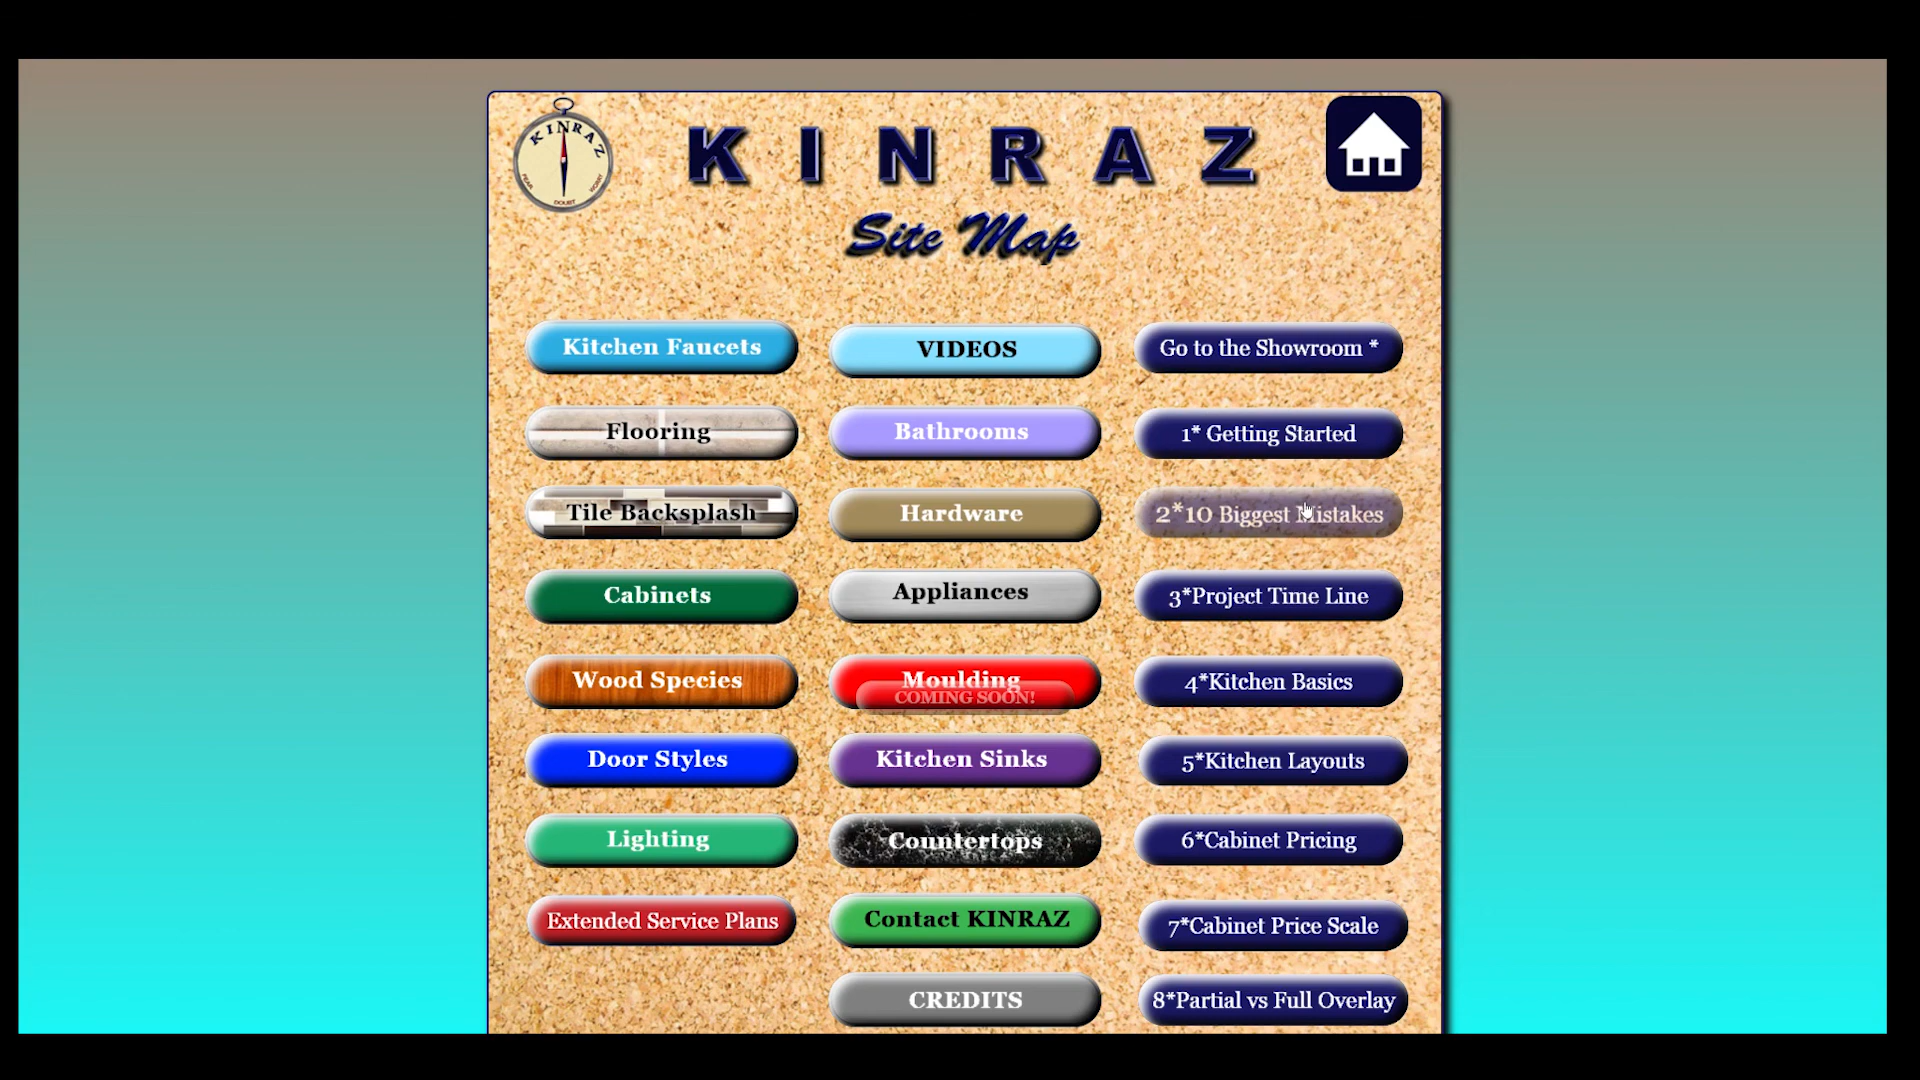 KINRAZ
FEAR
DOUBT
WORRY
K I N R A Z
Site Map
Kitchen Faucets
Flooring
Tile Backsplash
Cabinets
Wood Species
Door Styles
Lighting
Extended Service Plans
VIDEOS
Bathrooms
Hardware
Appliances
Moulding
COMING SOON!
Kitchen Sinks
Countertops
Contact KINRAZ
CREDITS
Go to the Showroom *
1* Getting Started
2*10 Biggest Mistakes
3*Project Time Line
4*Kitchen Basics
5*Kitchen Layouts
6*Cabinet Pricing
7*Cabinet Price Scale
8*Partial vs Full Overlay